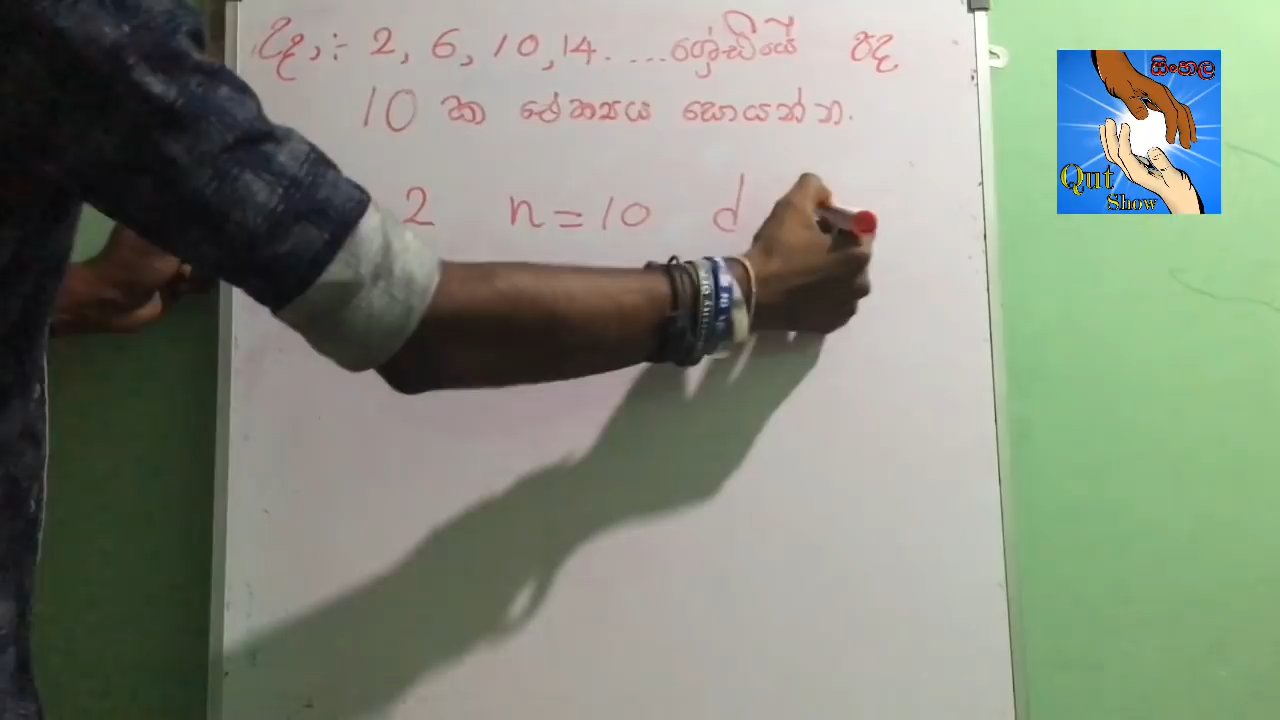 උදා :- 2, 6, 10, 14. ... ශ්‍රේඪියේ පද
10 ක ඓක්‍යය සොයන්න.
2 n = 10 d
සිංහල
Qut
Show